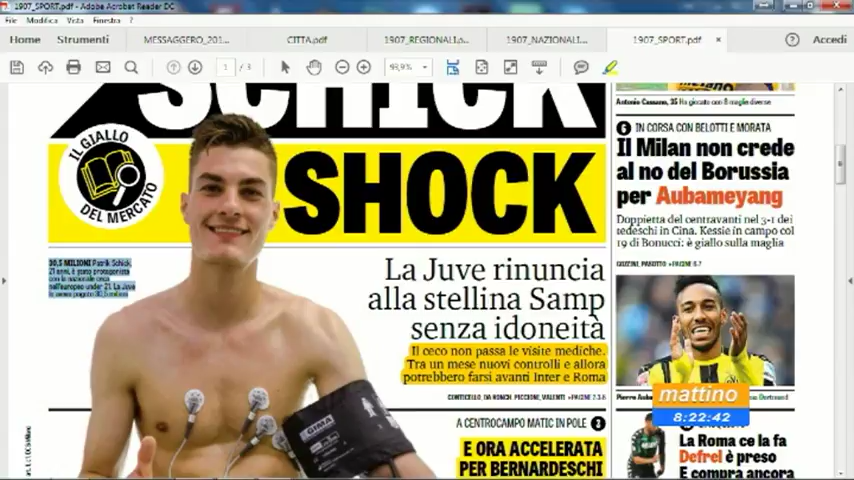 1907_SPORT.pdf - Adobe Acrobat Reader DC
File Modifica Vista Finestra ?
Home Strumenti MESSAGGERO_201... CITTA.pdf 1907_REGIONALI.p... 1907_NAZIONALI... 1907_SPORT.pdf × Accedi
1 / 3
SCHICK
SHOCK
IL GIALLO
DEL MERCATO
30,5 MILIONI Patrik Schick,
La Juve rinuncia
alla stellina Samp
senza idoneità
Il ceco non passa le visite mediche.
Tra un mese nuovi controlli e allora
potrebbero farsi avanti Inter e Roma
GIMA
A CENTROCAMPO MATIC IN POLE
E ORA ACCELERATA
PER BERNARDESCHI
Antonio Cassano, 35 Ha giocato con 8 maglie diverse
IN CORSA CON BELOTTI E MORATA
Il Milan non crede
al no del Borussia
per Aubameyang
Doppietta del centravanti nel 3-1 dei
tedeschi in Cina. Kessie in campo col
19 di Bonucci: è giallo sulla maglia
mattino
8:22:42
La Roma ce la fa
Defrel è preso
E compra ancora